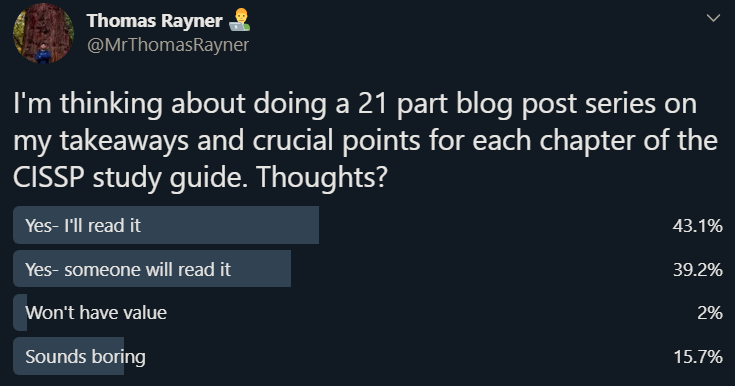 Thomas Rayner 👨‍💻
@MrThomasRayner
I'm thinking about doing a 21 part blog post series on
my takeaways and crucial points for each chapter of the
CISSP study guide. Thoughts?
Yes- I'll read it 43.1%
Yes- someone will read it 39.2%
Won't have value 2%
Sounds boring 15.7%